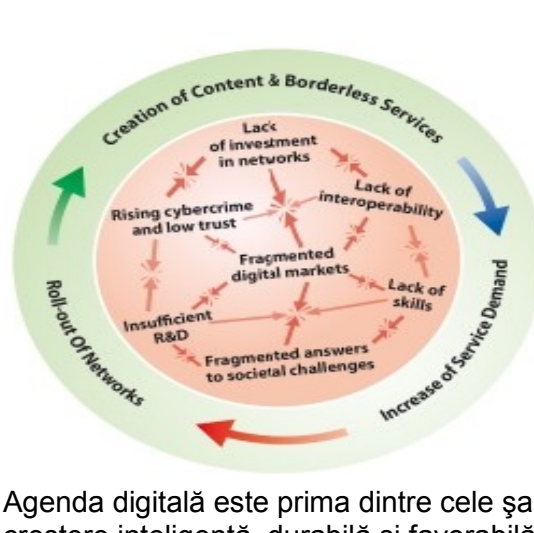 Creation of Content & Borderless Services
Lack
of investment
in networks
Rising cybercrime
and low trust
Lack of
interoperability
Fragmented
digital markets
Lack of
skills
Insufficient
R&D
Fragmented answers
to societal challenges
Roll-out Of Networks
Increase of Service Demand
Agenda digitală este prima dintre cele şa
creştere inteligentă, durabilă şi favorabilă